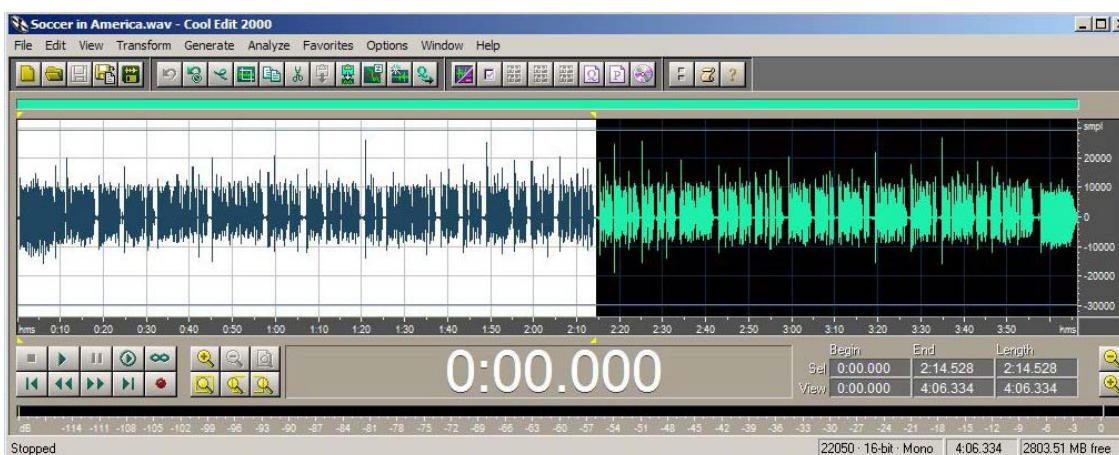 Soccer in America.wav - Cool Edit 2000
File Edit View Transform Generate Analyze Favorites Options Window Help
Q P
F ?
smpl
20000
10000
0
-10000
-20000
-30000
hms 0:10 0:20 0:30 0:40 0:50 1:00 1:10 1:20 1:30 1:40 1:50 2:00 2:10 2:20 2:30 2:40 2:50 3:00 3:10 3:20 3:30 3:40 3:50 hms
0:00.000
Begin End Length
Sel 0:00.000 2:14.528 2:14.528
View 0:00.000 4:06.334 4:06.334
dB -114 -111 -108 -105 -102 -99 -96 -93 -90 -87 -84 -81 -78 -75 -72 -69 -66 -63 -60 -57 -54 -51 -48 -45 -42 -39 -36 -33 -30 -27 -24 -21 -18 -15 -12 -9 -6 -3 0
Stopped 22050 · 16-bit · Mono 4:06.334 2803.51 MB free